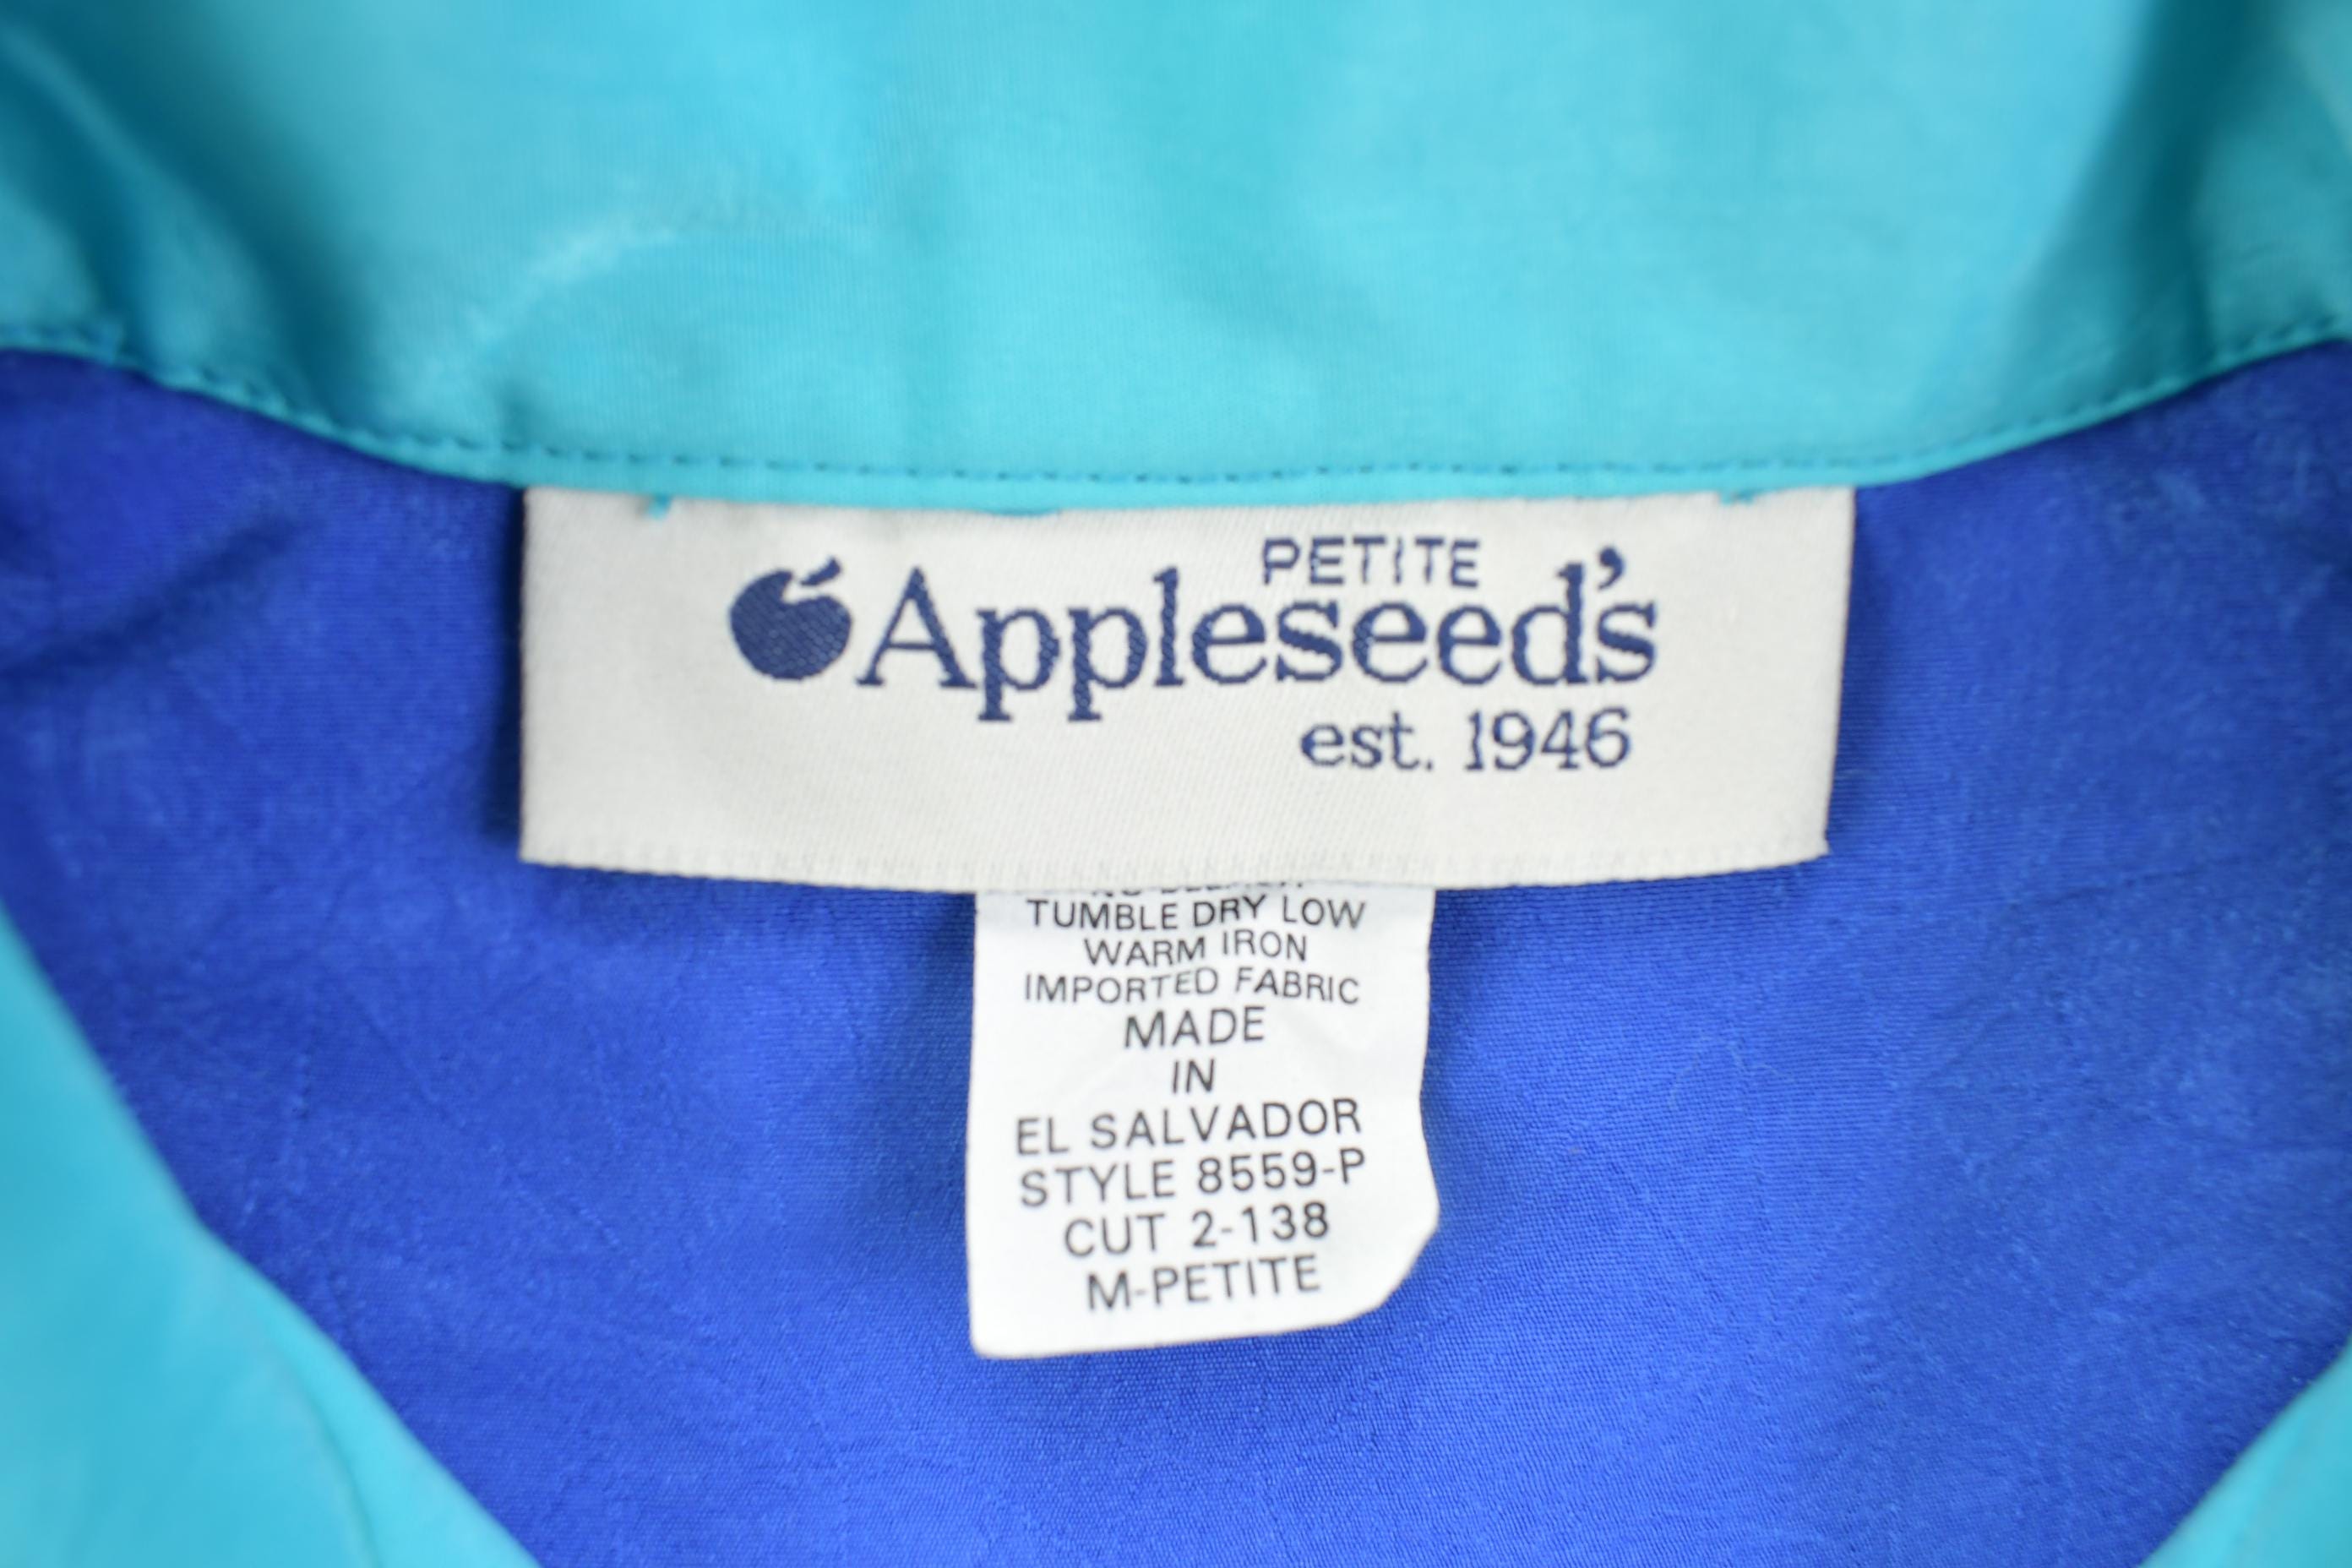 PETITE
Appleseed's
est. 1946
TUMBLE DRY LOW
WARM IRON
IMPORTED FABRIC
MADE
IN
EL SALVADOR
STYLE 8559-P
CUT 2-138
M-PETITE